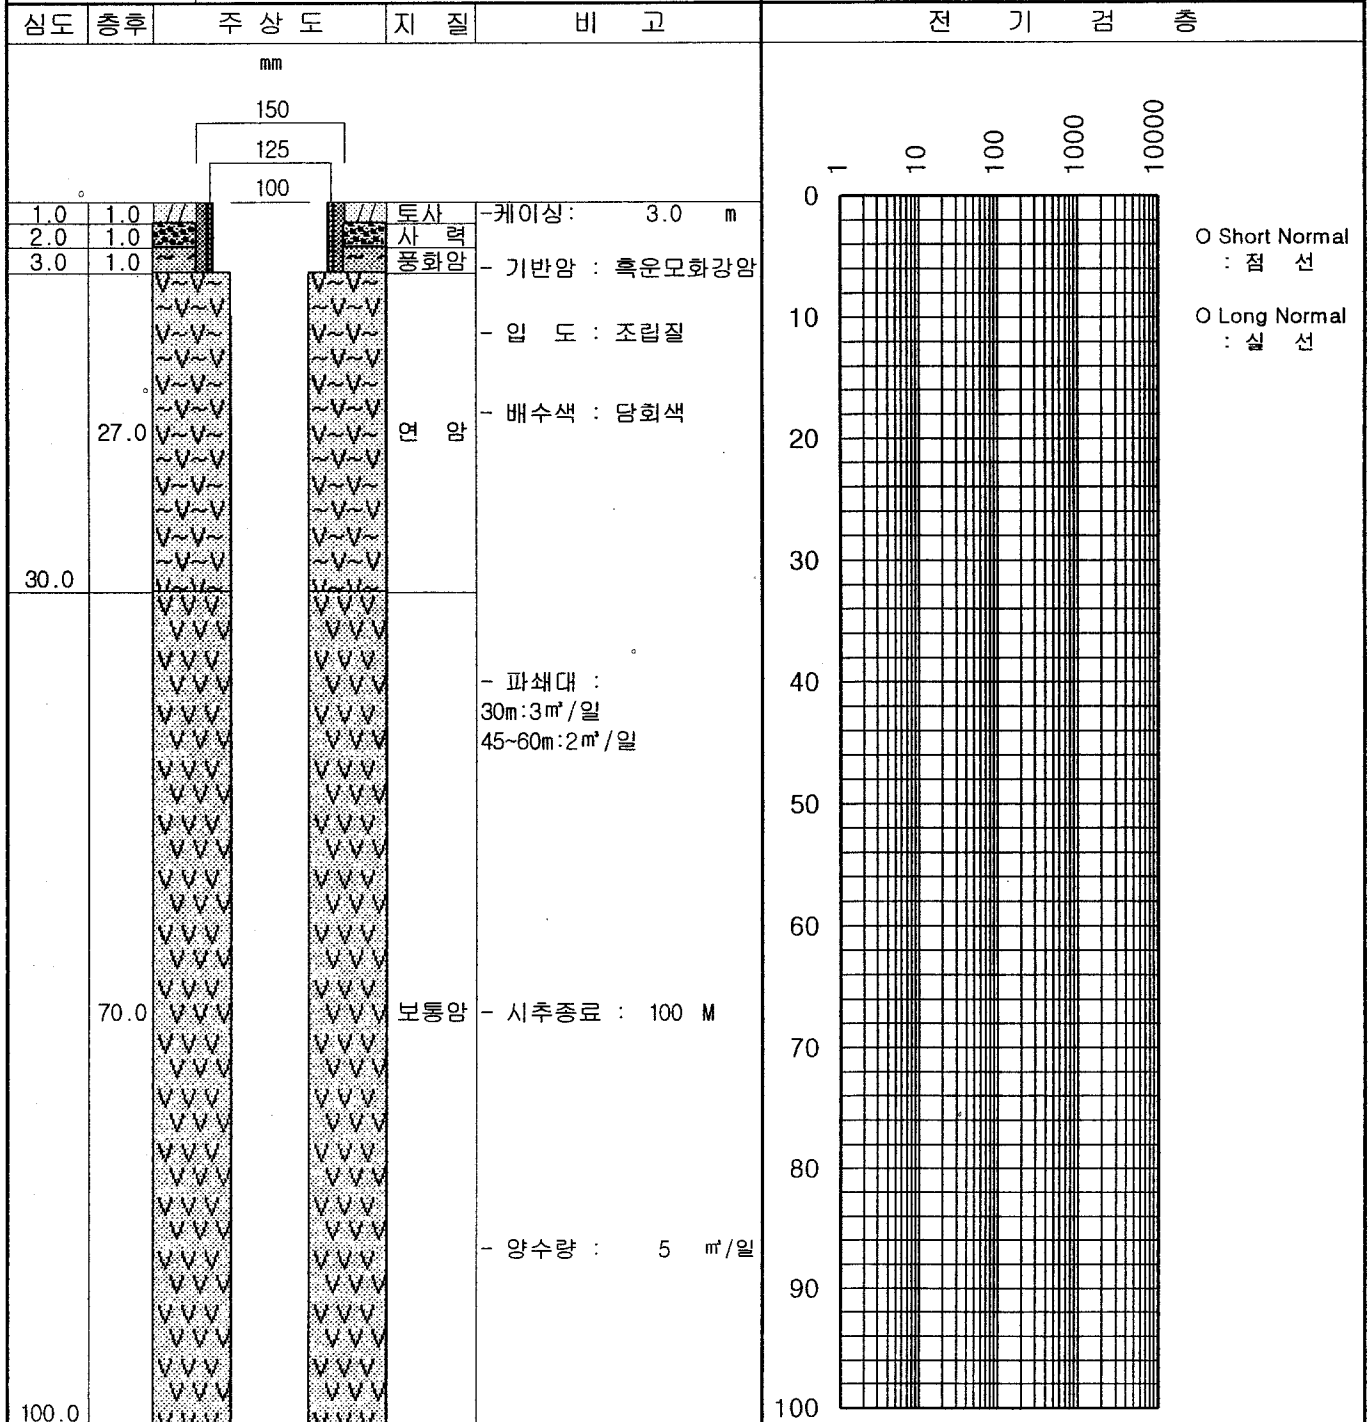 심도 층후 주 상 도 지 질 비 고 전 기 검 층
mm
150
125
100
1.0 1.0 토사 -케이싱: 3.0 m
2.0 1.0 사 력
3.0 1.0 풍화암
- 기반암 : 흑운모화강암
- 입 도 : 조립질
- 배수색 : 담회색
27.0 연 암
30.0
- 파쇄대 :
30m:3㎥/일
45~60m:2㎥/일
70.0 보통암 - 시추종료 : 100 M
- 양수량 : 5 ㎥/일
100.0
1 10 100 1000 10000
0
10
20
30
40
50
60
70
80
90
100
O Short Normal
: 점 선
O Long Normal
: 실 선